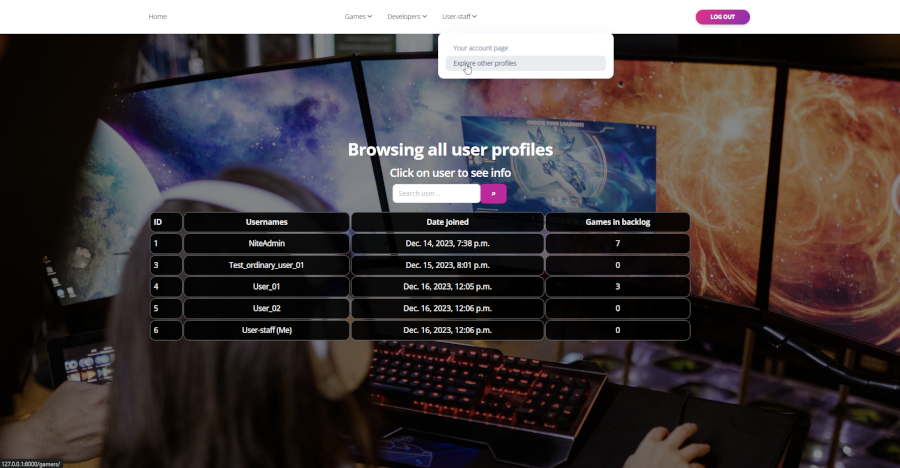 Home
Games
Developers
User-staff
LOG OUT
Your account page
Explore other profiles
Browsing all user profiles
Click on user to see info
Search user...
ID Usernames Date joined Games in backlog
1 NiteAdmin Dec. 14, 2023, 7:38 p.m. 7
3 Test_ordinary_user_01 Dec. 15, 2023, 8:01 p.m. 0
4 User_01 Dec. 16, 2023, 12:05 p.m. 3
5 User_02 Dec. 16, 2023, 12:06 p.m. 0
6 User-staff (Me) Dec. 16, 2023, 12:06 p.m. 0
127.0.0.1:8000/gamers/